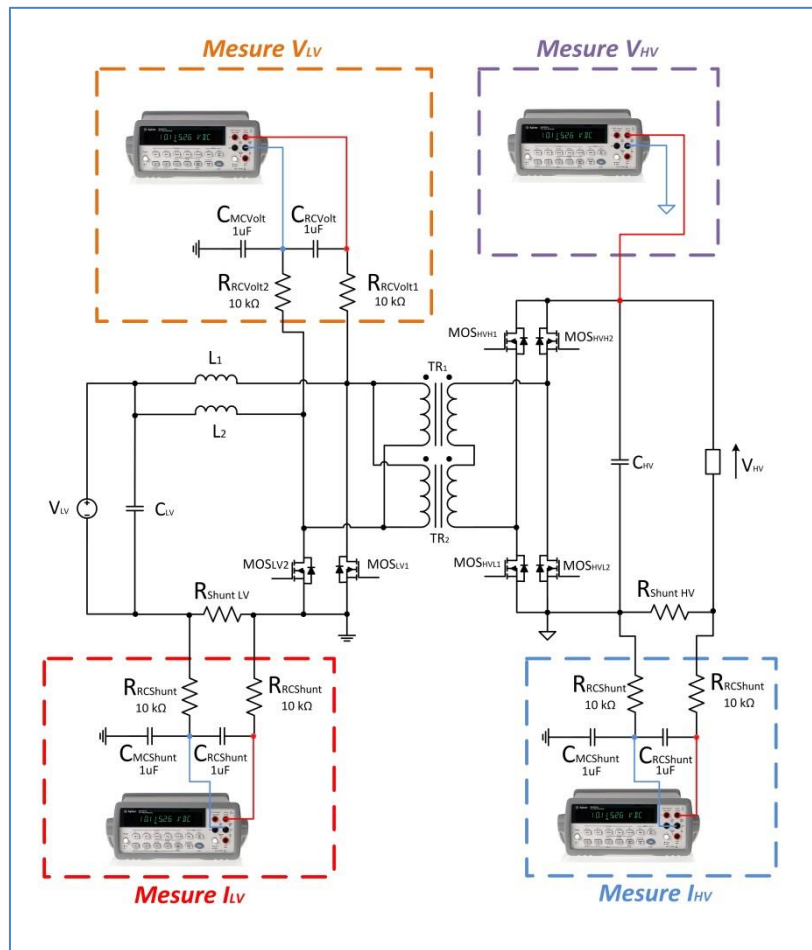 Mesure VLV
Mesure VHV
CMCVolt
1uF
CRCVolt
1uF
RRCVolt2
10 kΩ
RRCVolt1
10 kΩ
L1
L2
VLV
CLV
TR1
TR2
MOSLV2
MOSLV1
MOSHVH1
MOSHVH2
CHV
VHV
MOSHVL1
MOSHVL2
RShunt LV
RShunt HV
RRCShunt
10 kΩ
RRCShunt
10 kΩ
CMCShunt
1uF
CRCShunt
1uF
Mesure ILV
RRCShunt
10 kΩ
RRCShunt
10 kΩ
CMCShunt
1uF
CRCShunt
1uF
Mesure IHV